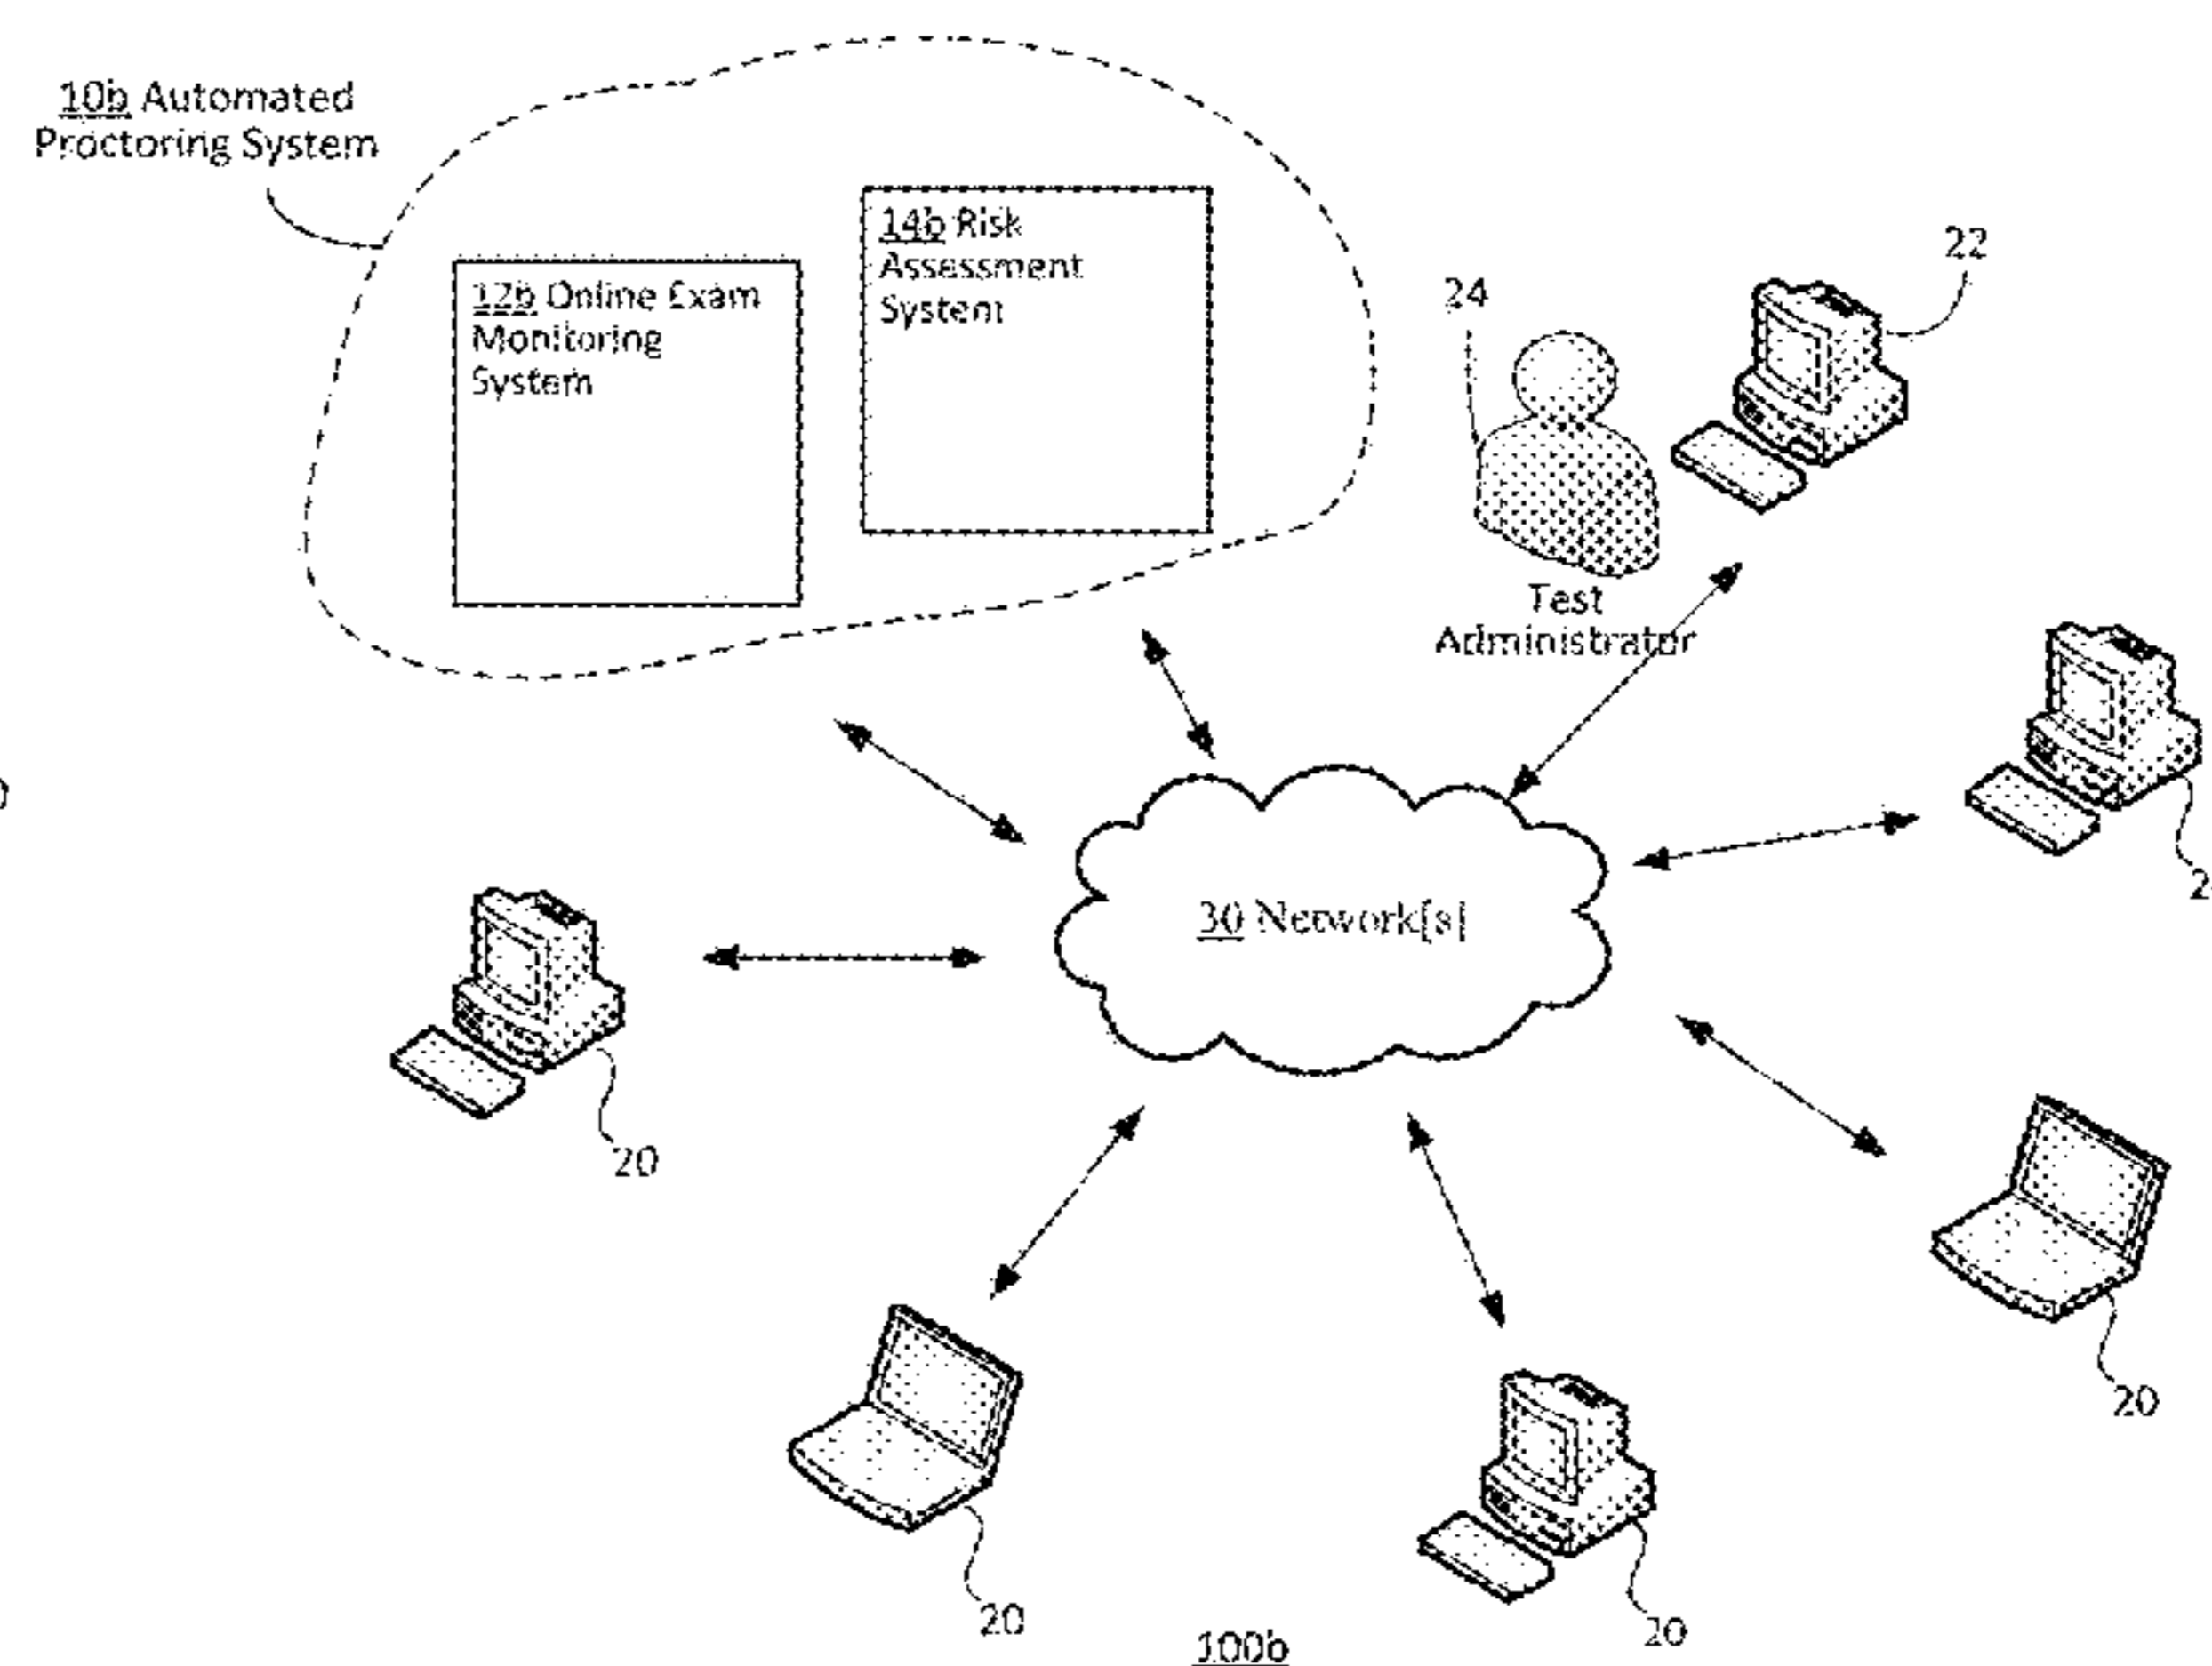 10b Automated
Proctoring System
14b Risk
Assessment
System
12b Online Exam
Monitoring
System
22
24
Test
Administrator
2
30 Network[s]
20
20
20
20
100b